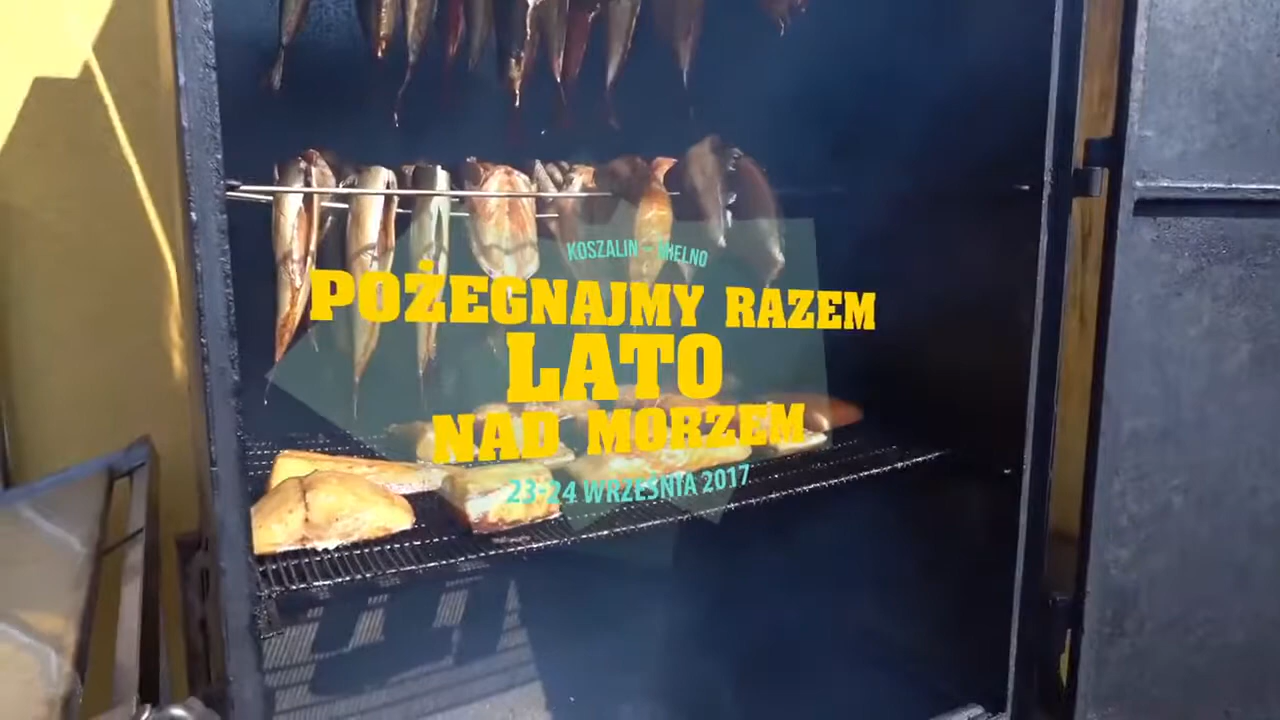 KOSZALIN - MIELNO
POŻEGNAJMY RAZEM
LATO
NAD MORZEM
23-24 WRZEŚNIA 2017